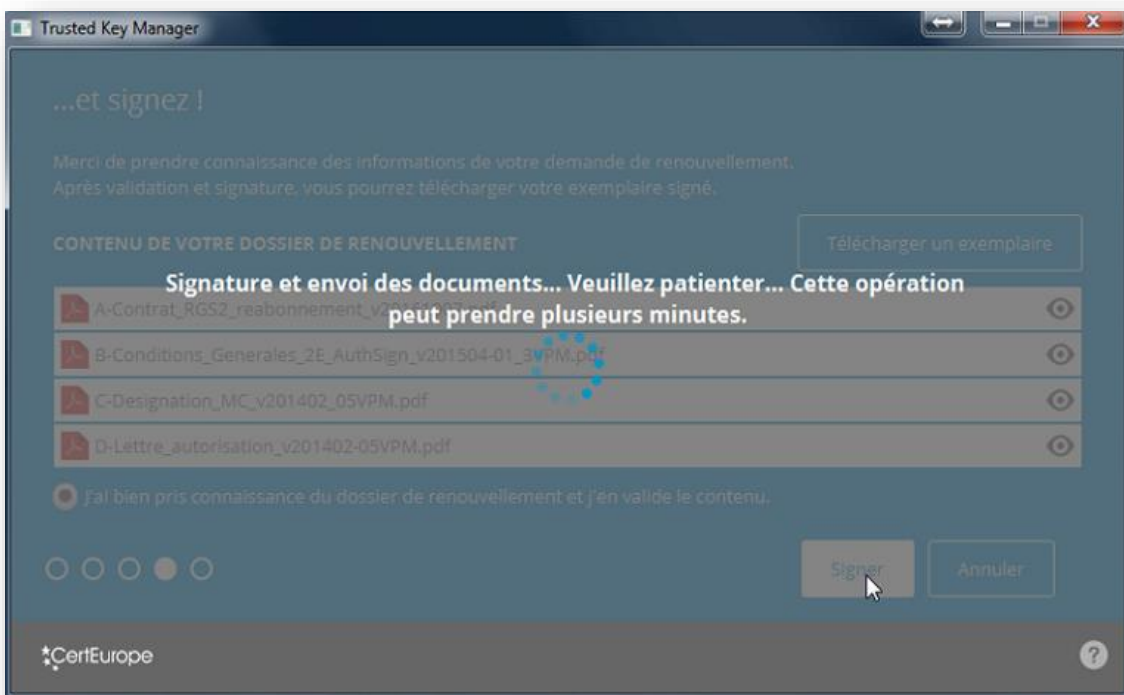 Trusted Key Manager
...et signez !
Merci de prendre connaissance des informations de votre demande de renouvellement.
Après validation et signature, vous pourrez télécharger votre exemplaire signé.
CONTENU DE VOTRE DOSSIER DE RENOUVELLEMENT
Télécharger un exemplaire
Signature et envoi des documents... Veuillez patienter... Cette opération
peut prendre plusieurs minutes.
B-Conditions_Generales_2E_AuthSign_v201504-01_3VPM.pdf
C-Designation_MC_v201402_05VPM.pdf
D-Lettre_autorisation_v201402-05VPM.pdf
J'ai bien pris connaissance du dossier de renouvellement et j'en valide le contenu.
Signer
Annuler
CertEurope
?